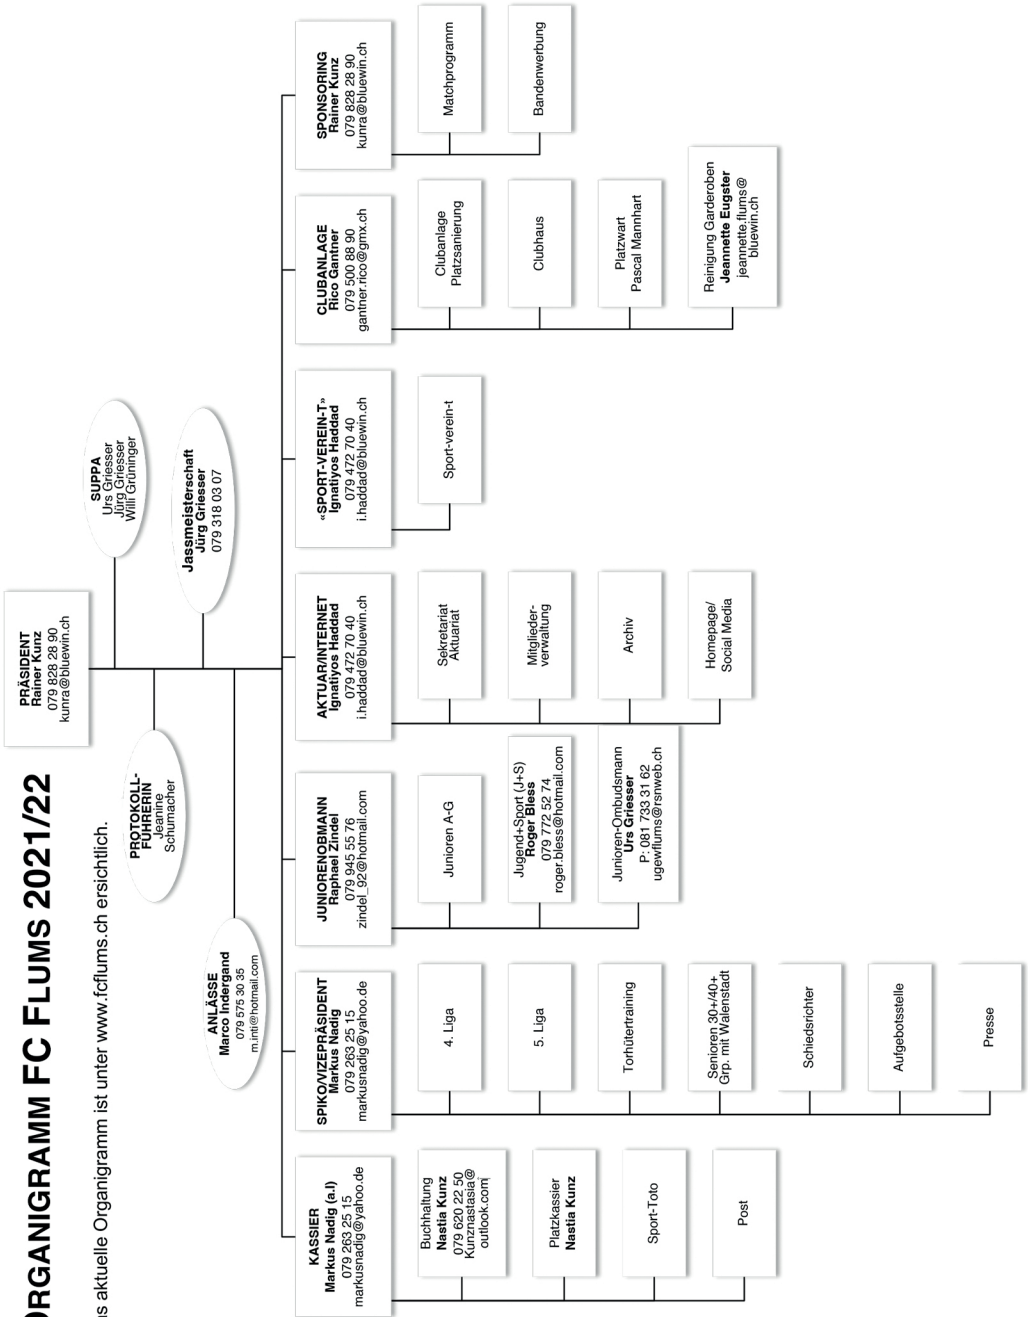 RGANIGRAMM FC FLUMS 2021/22
s aktuelle Organigramm ist unter www.fcflums.ch ersichtlich.
PRÄSIDENT
Rainer Kunz
079 828 28 90
kunra@bluewin.ch
SUPPA
Urs Griesser
Jürg Griesser
Willi Grüninger
PROTOKOLL-
FÜHRERIN
Jeanine
Schumacher
Jassmeisterschaft
Jürg Griesser
079 318 03 07
ANLÄSSE
Marco Indergand
079 575 30 35
m.inti@hotmail.com
KASSIER
Markus Nadig (a.I)
079 263 25 15
markusnadig@yahoo.de
Buchhaltung
Nastia Kunz
079 620 22 50
Kunznastasia@
outlook.com
Platzkassier
Nastia Kunz
Sport-Toto
Post
SPIKO/VIZEPRÄSIDENT
Markus Nadig
079 263 25 15
markusnadig@yahoo.de
4. Liga
5. Liga
Torhütertraining
Senioren 30+/40+
Grp. mit Walenstadt
Schiedsrichter
Aufgebotsstelle
Presse
JUNIORENOBMANN
Raphael Zindel
079 945 55 76
zindel_92@hotmail.com
Junioren A-G
Jugend+Sport (J+S)
Roger Bless
079 772 52 74
roger.bless@hotmail.com
Junioren-Ombudsmann
Urs Griesser
P: 081 733 31 62
ugewflums@rsnweb.ch
AKTUAR/INTERNET
Ignatiyos Haddad
079 472 70 40
i.haddad@bluewin.ch
Sekretariat
Aktuariat
Mitglieder-
verwaltung
Archiv
Homepage/
Social Media
«SPORT-VEREIN-T»
Ignatiyos Haddad
079 472 70 40
i.haddad@bluewin.ch
Sport-verein-t
CLUBANLAGE
Rico Gantner
079 500 88 90
gantner.rico@gmx.ch
Clubanlage
Platzsanierung
Clubhaus
Platzwart
Pascal Mannhart
Reinigung Garderoben
Jeannette Eugster
jeannette.flums@
bluewin.ch
SPONSORING
Rainer Kunz
079 828 28 90
kunra@bluewin.ch
Matchprogramm
Bandenwerbung